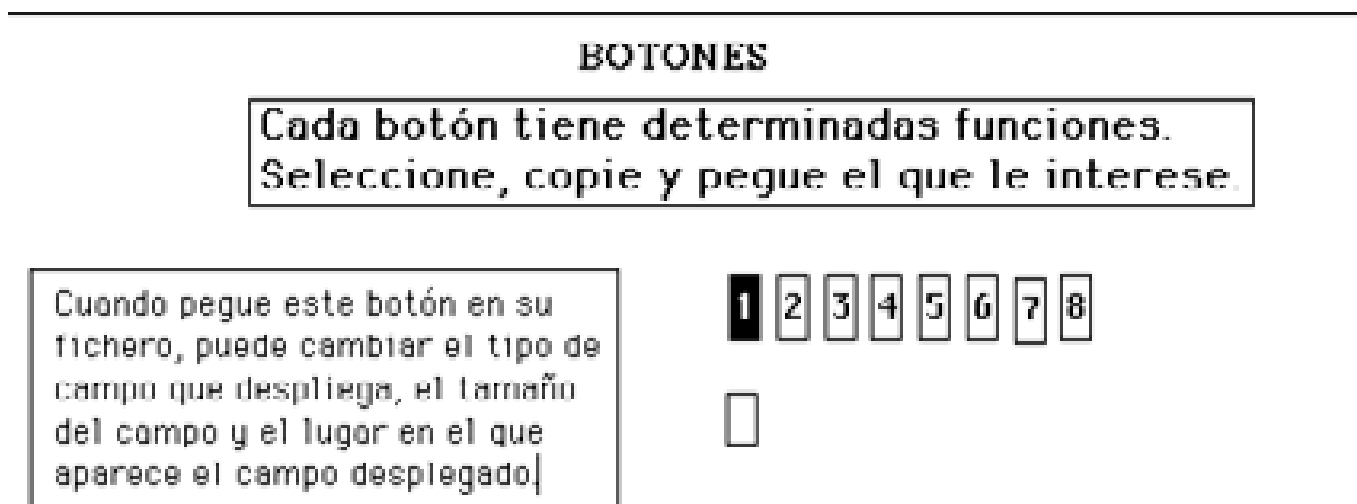 BOTONES
Cada botón tiene determinadas funciones.
Seleccione, copie y pegue el que le interese.
Cuando pegue este botón en su
fichero, puede cambiar el tipo de
campo que despliega, el tamaño
del campo y el lugar en el que
aparece el campo desplegado.
1 2 3 4 5 6 7 8